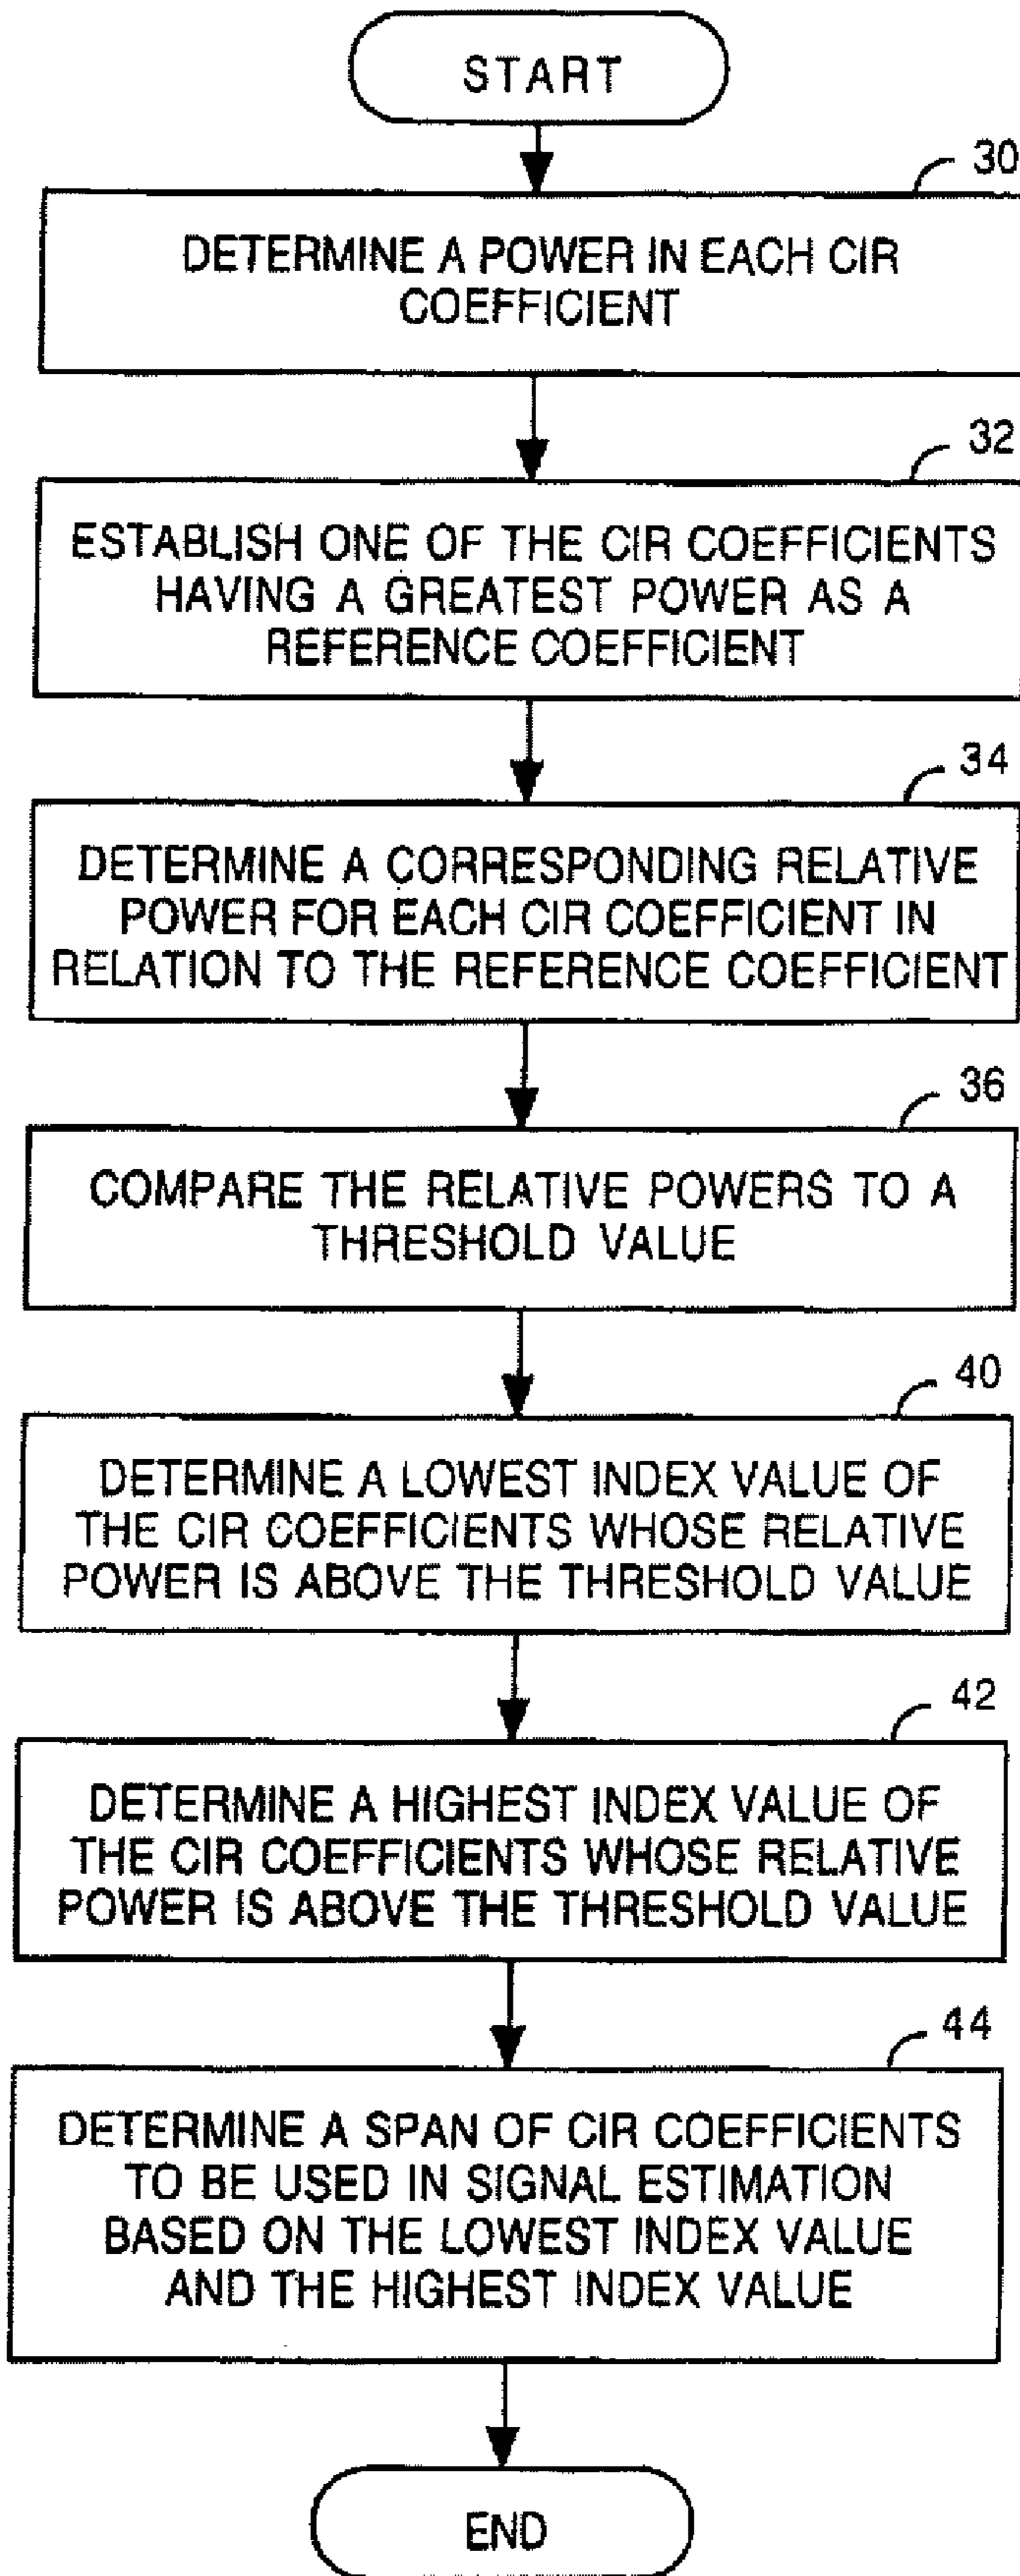 START
30
DETERMINE A POWER IN EACH CIR
COEFFICIENT
32
ESTABLISH ONE OF THE CIR COEFFICIENTS
HAVING A GREATEST POWER AS A
REFERENCE COEFFICIENT
34
DETERMINE A CORRESPONDING RELATIVE
POWER FOR EACH CIR COEFFICIENT IN
RELATION TO THE REFERENCE COEFFICIENT
36
COMPARE THE RELATIVE POWERS TO A
THRESHOLD VALUE
40
DETERMINE A LOWEST INDEX VALUE OF
THE CIR COEFFICIENTS WHOSE RELATIVE
POWER IS ABOVE THE THRESHOLD VALUE
42
DETERMINE A HIGHEST INDEX VALUE OF
THE CIR COEFFICIENTS WHOSE RELATIVE
POWER IS ABOVE THE THRESHOLD VALUE
44
DETERMINE A SPAN OF CIR COEFFICIENTS
TO BE USED IN SIGNAL ESTIMATION
BASED ON THE LOWEST INDEX VALUE
AND THE HIGHEST INDEX VALUE
END